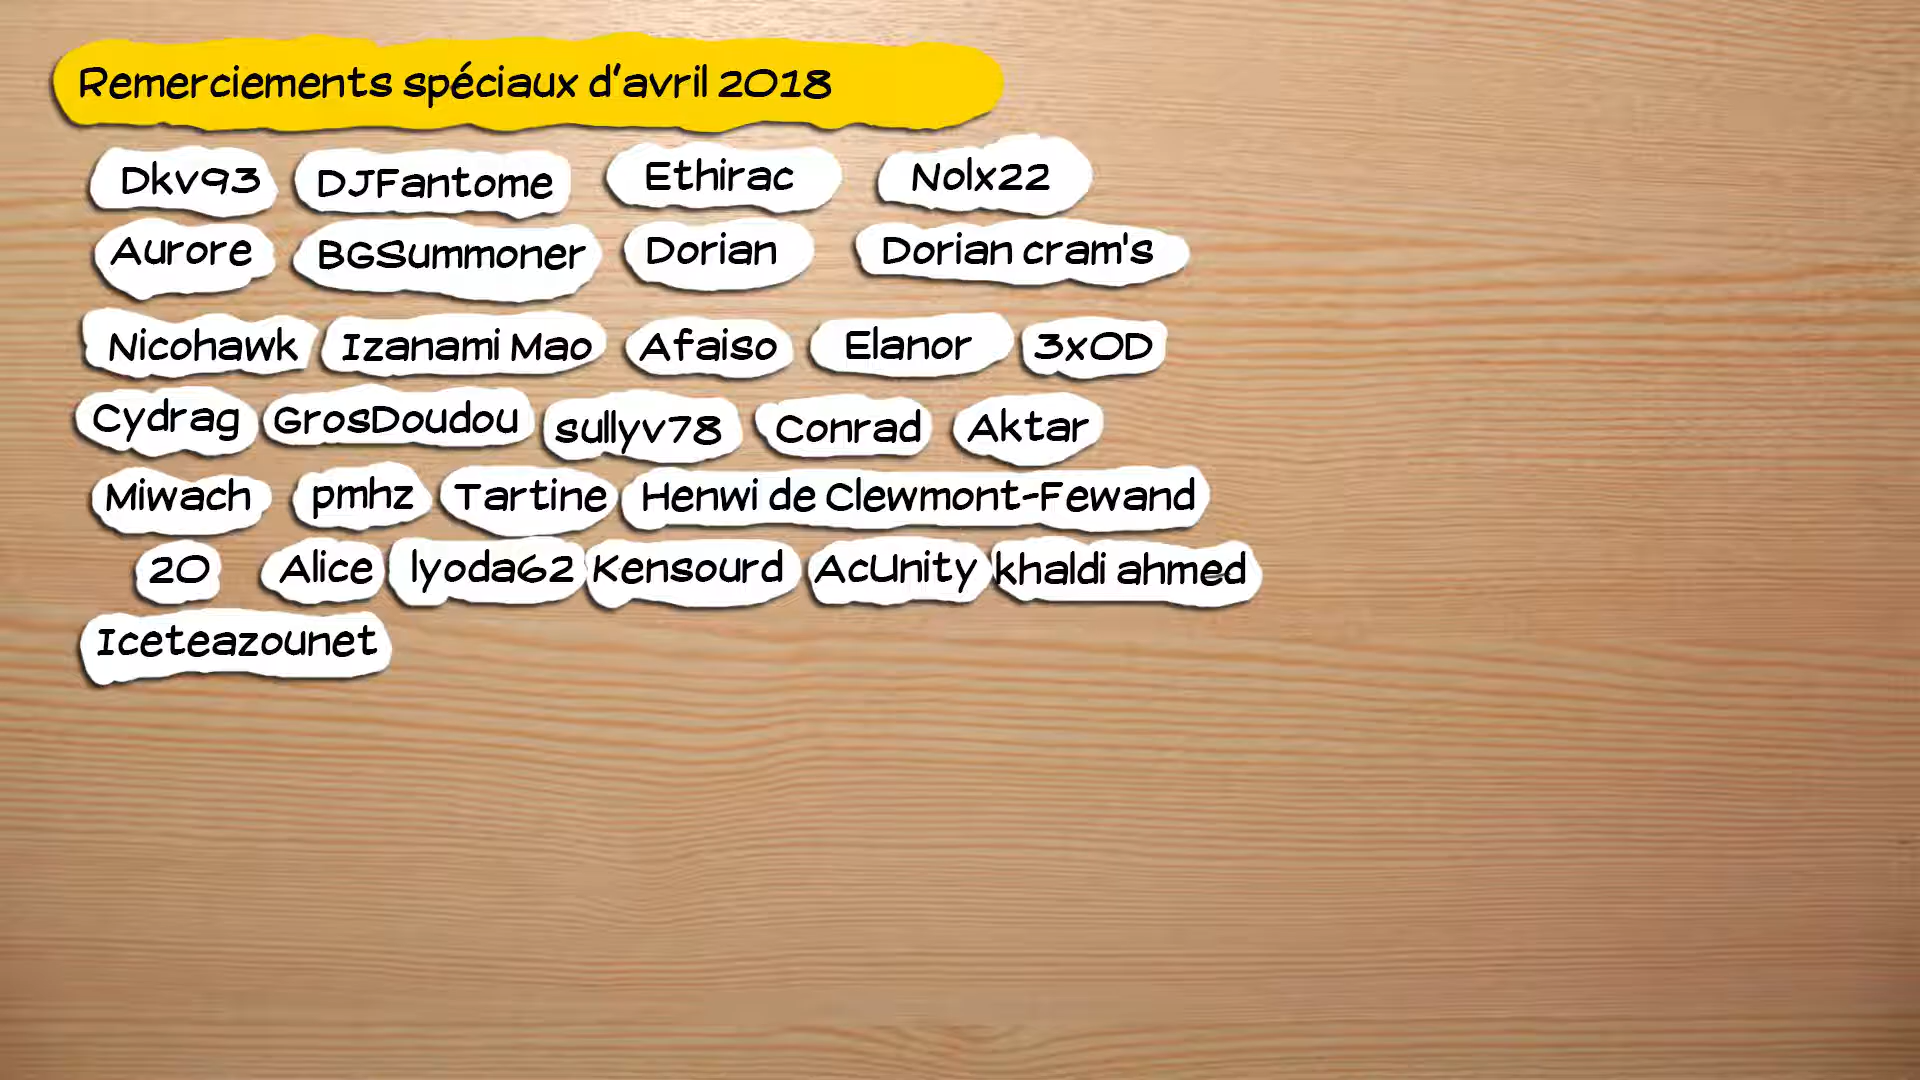 Remerciements spéciaux d'avril 2018
Dkv93 DJFantome Ethirac Nolx22
Aurore BGSummoner Dorian Dorian cram's
Nicohawk Izanami Mao Afaiso Elanor 3xOD
Cydrag GrosDoudou sullyv78 Conrad Aktar
Miwach pmhz Tartine Henwi de Clewmont-Fewand
20 Alice lyoda62 Kensourd AcUnity khaldi ahmed
Iceteazounet